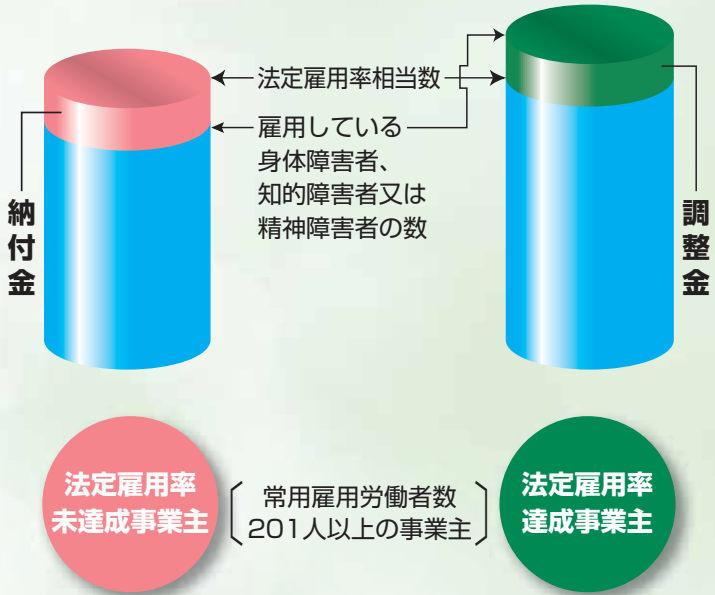 法定雇用率相当数
雇用している
身体障害者、
知的障害者又は
精神障害者の数
納付金
調整金
法定雇用率
未達成事業主
常用雇用労働者数
201人以上の事業主
法定雇用率
達成事業主